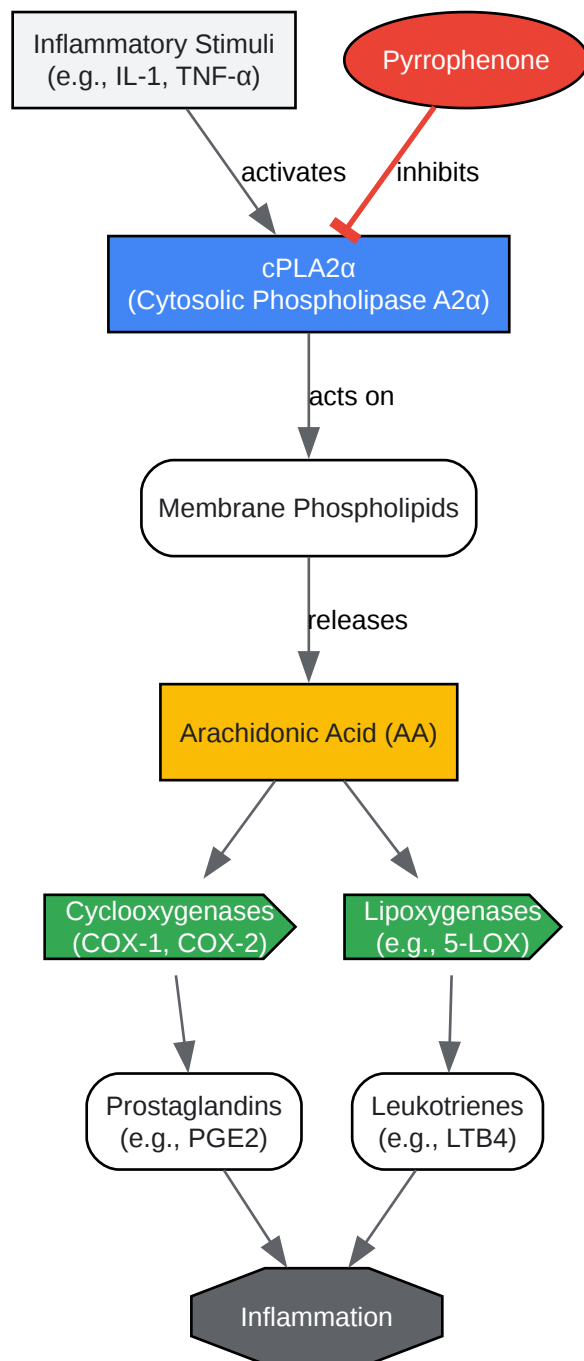 Inflammatory Stimuli
(e.g., IL-1, TNF-α)
Pyrrophenone
activates
inhibits
cPLA2α
(Cytosolic Phospholipase A2α)
acts on
Membrane Phospholipids
releases
Arachidonic Acid (AA)
Cyclooxygenases
(COX-1, COX-2)
Lipoxygenases
(e.g., 5-LOX)
Prostaglandins
(e.g., PGE2)
Leukotrienes
(e.g., LTB4)
Inflammation